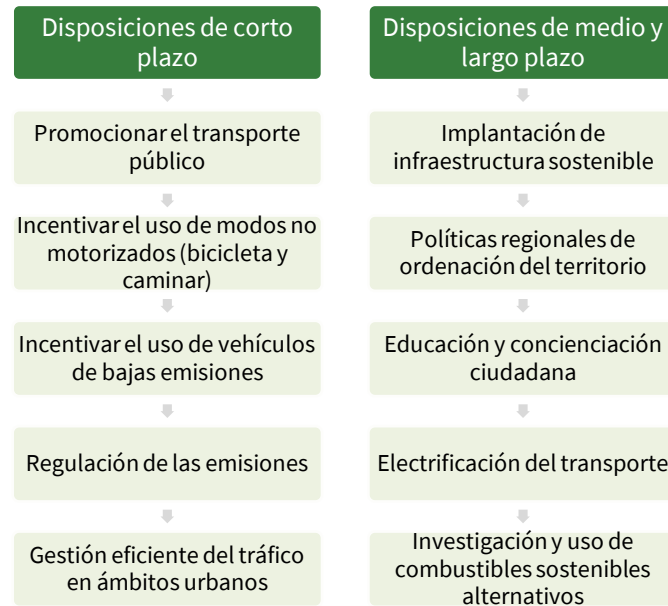 Disposiciones de corto
plazo
Promocionar el transporte
público
Incentivar el uso de modos no
motorizados (bicicleta y
caminar)
Incentivar el uso de vehículos
de bajas emisiones
Regulación de las emisiones
Gestión eficiente del tráfico
en ámbitos urbanos
Disposiciones de medio y
largo plazo
Implantación de
infraestructura sostenible
Políticas regionales de
ordenación del territorio
Educación y concienciación
ciudadana
Electrificación del transporte
Investigación y uso de
combustibles sostenibles
alternativos